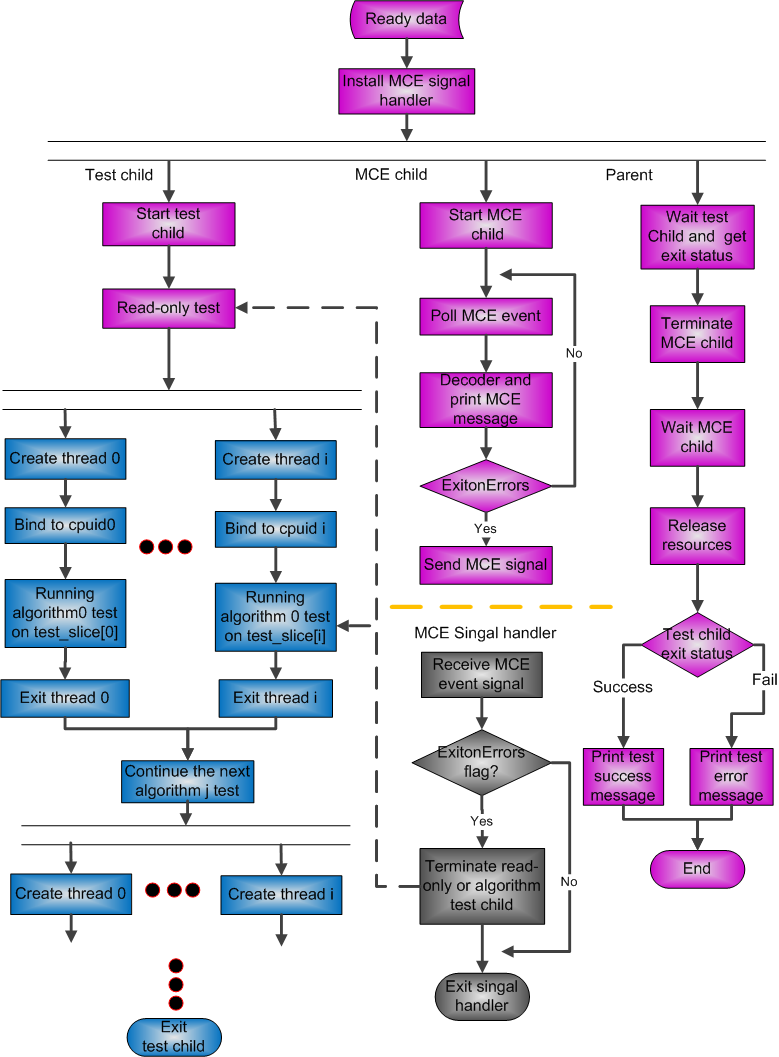 Ready data
Install MCE signal
handler
Test child
MCE child
Parent
Start test
child
Read-only test
Create thread 0
Create thread i
Bind to cpuid0
Bind to cpuid i
Running
algorithm0 test
on test_slice[0]
Running
algorithm 0 test
on test_slice[i]
Exit thread 0
Exit thread i
Continue the next
algorithm j test
Create thread 0
Create thread i
Exit
test child
Start MCE
child
Poll MCE event
No
Decoder and
print MCE
message
ExitonErrors
Yes
Send MCE signal
MCE Singal handler
Receive MCE
event signal
ExitonErrors
flag?
Yes
No
Terminate read-
only or algorithm
test child
Exit singal
handler
Wait test
Child and get
exit status
Terminate
MCE child
Wait MCE
child
Release
resources
Test child
exit status
Success
Fail
Print test
success
message
Print test
error
message
End